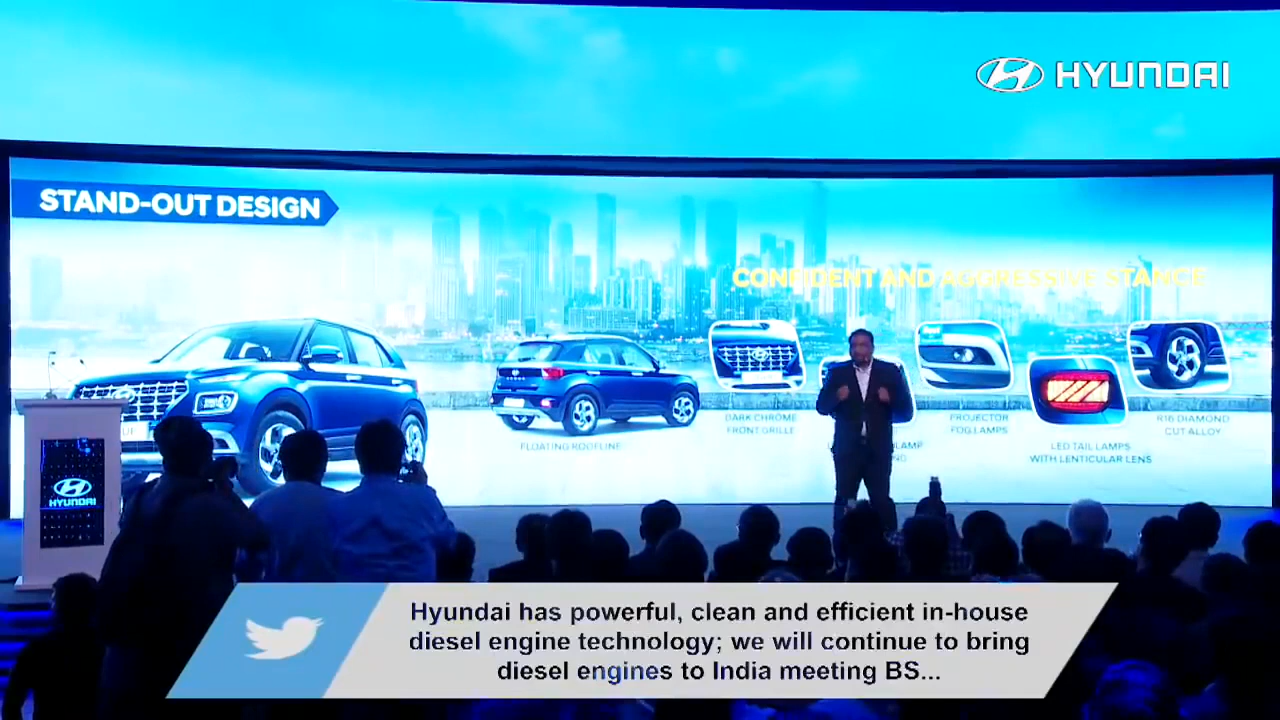 HYUNDAI
STAND-OUT DESIGN
CONFIDENT AND AGGRESSIVE STANCE
DARK CHROME
FRONT GRILLE
PROJECTOR
FOG LAMPS
R16 DIAMOND
CUT ALLOY
FLOATING ROOFLINE
LED TAIL LAMPS
WITH LENTICULAR LENS
HYUNDAI
Hyundai has powerful, clean and efficient in-house
diesel engine technology; we will continue to bring
diesel engines to India meeting BS...